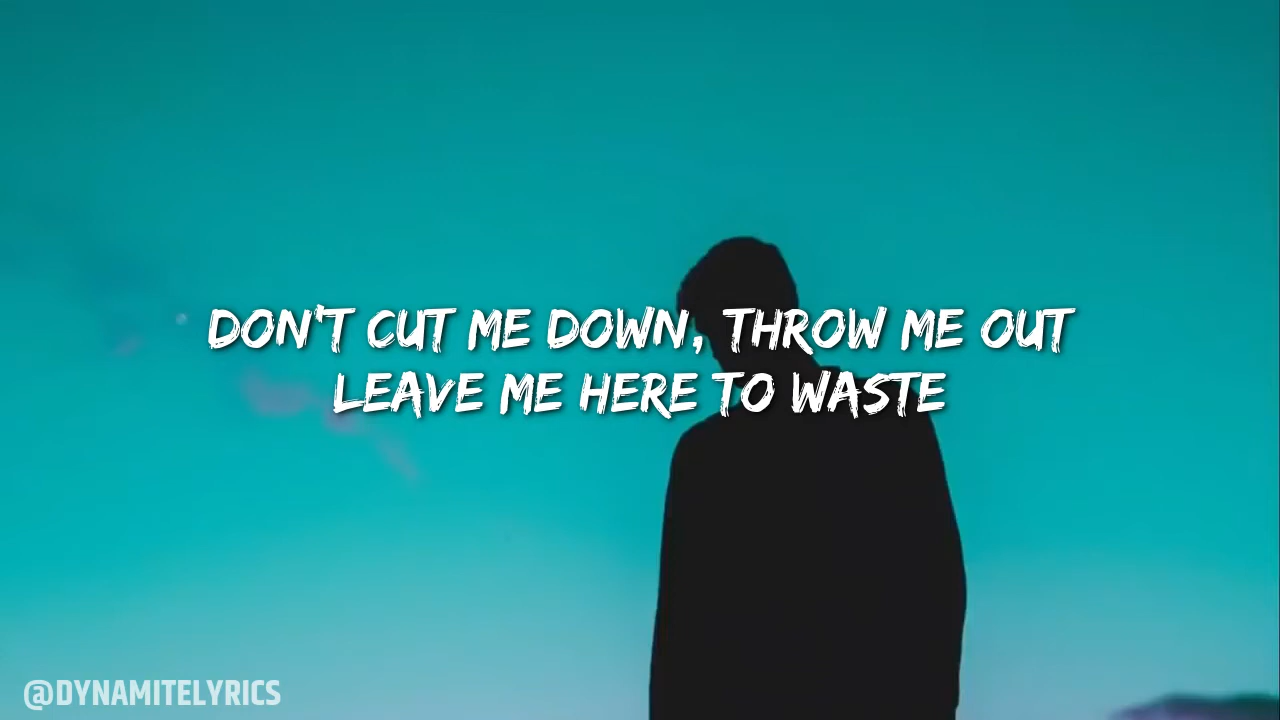 DON'T CUT ME DOWN, THROW ME OUT
LEAVE ME HERE TO WASTE
@DYNAMITELYRICS